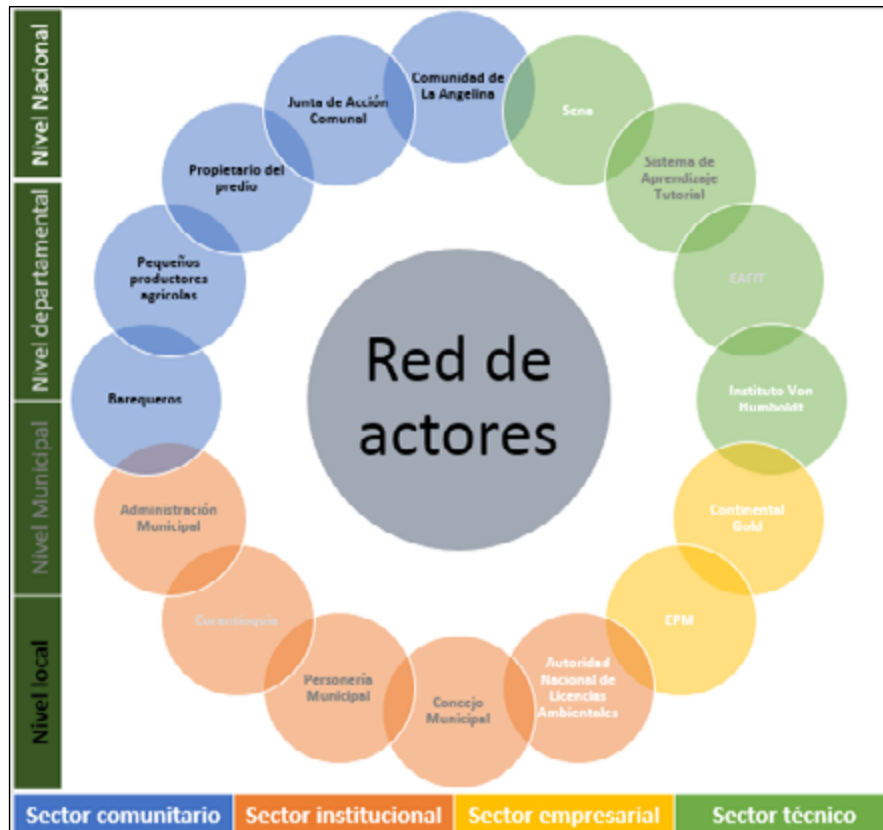 Nivel Nacional
Nivel departamental
Nivel Municipal
Nivel local
Comunidad de
La Angelina
Sena
Sistema de
Aprendizaje
Tutorial
EAFIT
Instituto Von
Humboldt
Continental
Gold
EPM
Autoridad
Nacional de
Licencias
Ambientales
Concejo
Municipal
Personería
Municipal
Corantioquia
Administración
Municipal
Barequeros
Pequeños
productores
agrícolas
Propietario del
predio
Junta de Acción
Comunal
Red de
actores
Sector comunitario
Sector institucional
Sector empresarial
Sector técnico